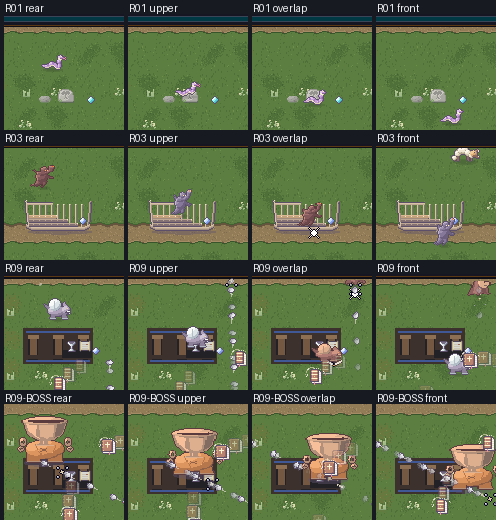 R01 rear
R01 upper
R01 overlap
R01 front
R03 rear
R03 upper
R03 overlap
R03 front
R09 rear
R09 upper
R09 overlap
R09 front
R09-BOSS rear
R09-BOSS upper
R09-BOSS overlap
R09-BOSS front